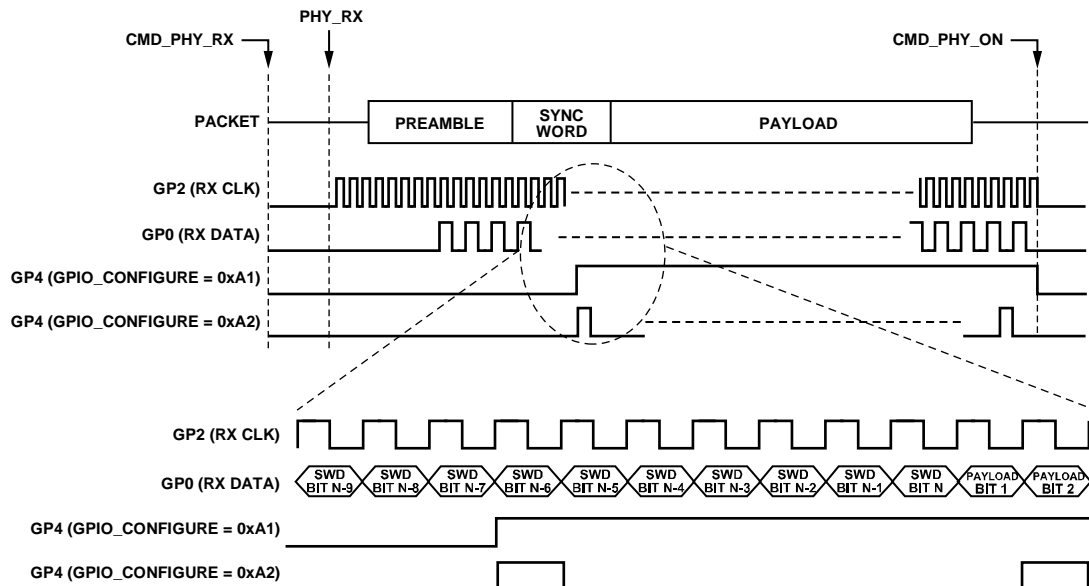 PHY_RX
CMD_PHY_RX
CMD_PHY_ON
PACKET
PREAMBLE
SYNC
WORD
PAYLOAD
GP2 (RX CLK)
GP0 (RX DATA)
GP4 (GPIO_CONFIGURE = 0xA1)
GP4 (GPIO_CONFIGURE = 0xA2)
GP2 (RX CLK)
GP0 (RX DATA)
SWD
BIT N-9
SWD
BIT N-8
SWD
BIT N-7
SWD
BIT N-6
SWD
BIT N-5
SWD
BIT N-4
SWD
BIT N-3
SWD
BIT N-2
SWD
BIT N-1
SWD
BIT N
PAYLOAD
BIT 1
PAYLOAD
BIT 2
GP4 (GPIO_CONFIGURE = 0xA1)
GP4 (GPIO_CONFIGURE = 0xA2)